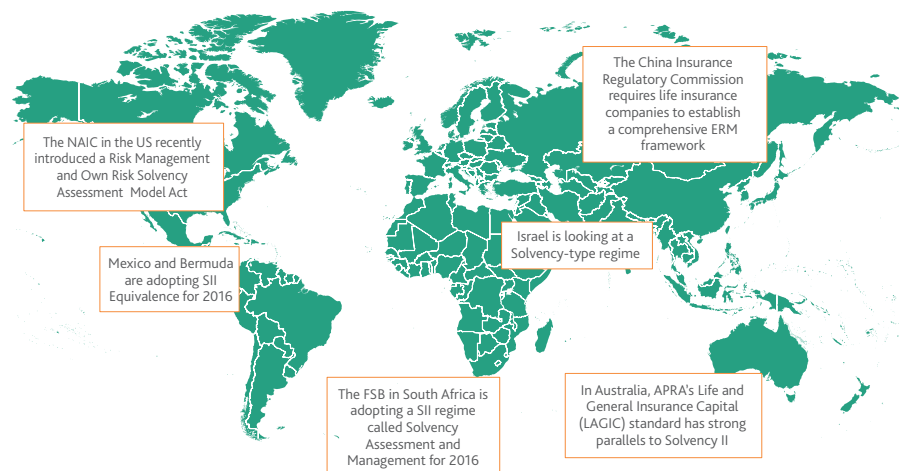 The China Insurance
Regulatory Commission
requires life insurance
companies to establish
a comprehensive ERM
framework
The NAIC in the US recently
introduced a Risk Management
and Own Risk Solvency
Assessment Model Act
Israel is looking at a
Solvency-type regime
Mexico and Bermuda
are adopting SII
Equivalence for 2016
The FSB in South Africa is
adopting a SII regime
called Solvency
Assessment and
Management for 2016
In Australia, APRA's Life and
General Insurance Capital
(LAGIC) standard has strong
parallels to Solvency II